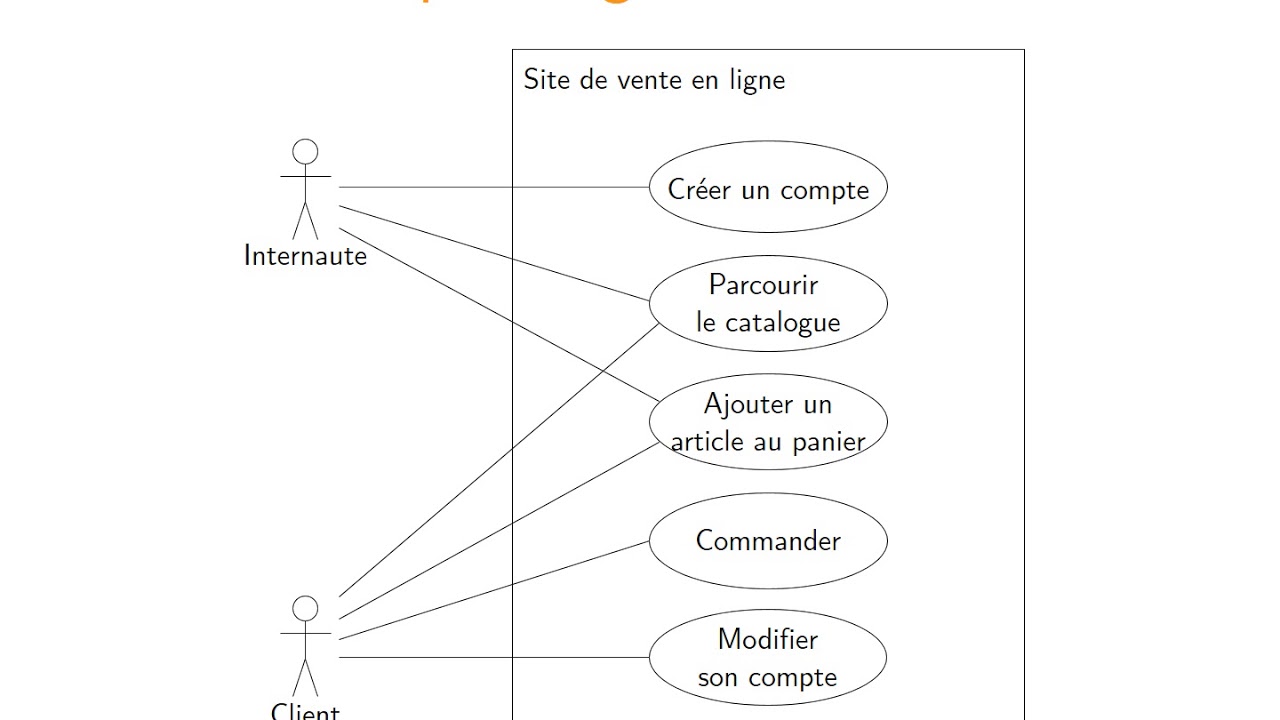 Site de vente en ligne
Créer un compte
Internaute
Parcourir
le catalogue
Ajouter un
article au panier
Commander
Modifier
son compte
Client